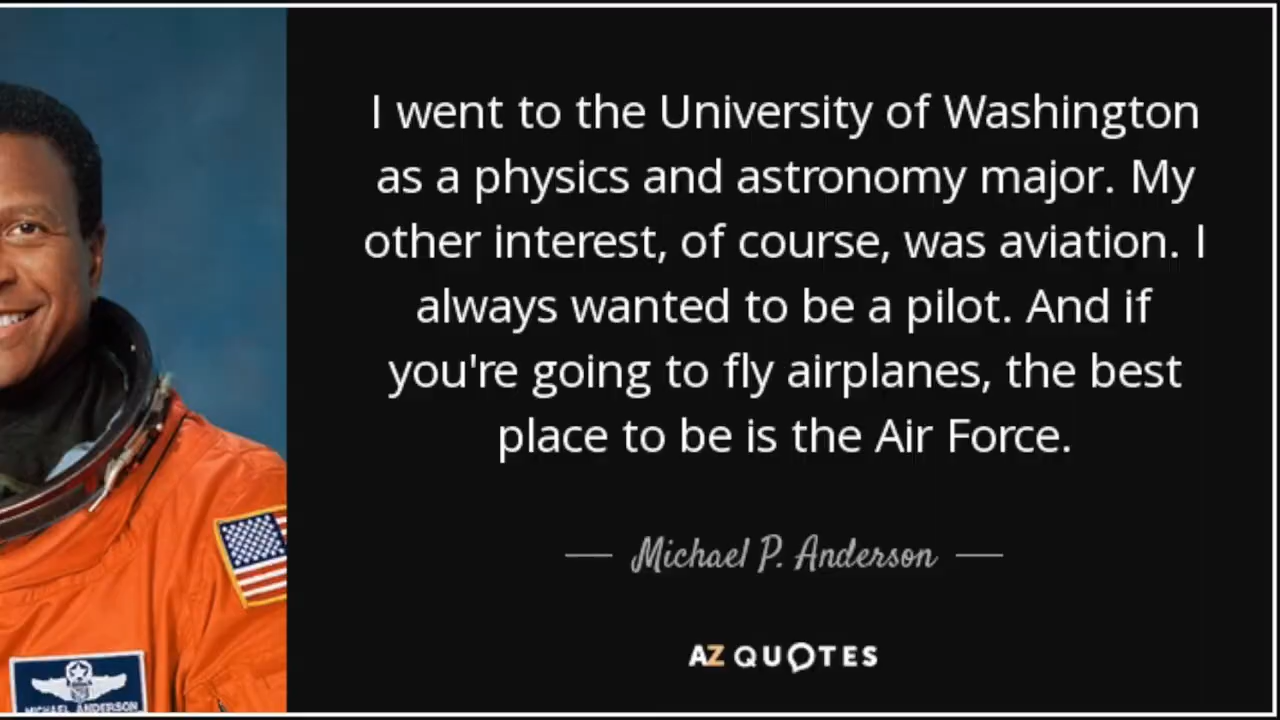 I went to the University of Washington
as a physics and astronomy major. My
other interest, of course, was aviation. I
always wanted to be a pilot. And if
you're going to fly airplanes, the best
place to be is the Air Force.
Michael P. Anderson
AZ QUOTES
MICHAEL ANDERSON